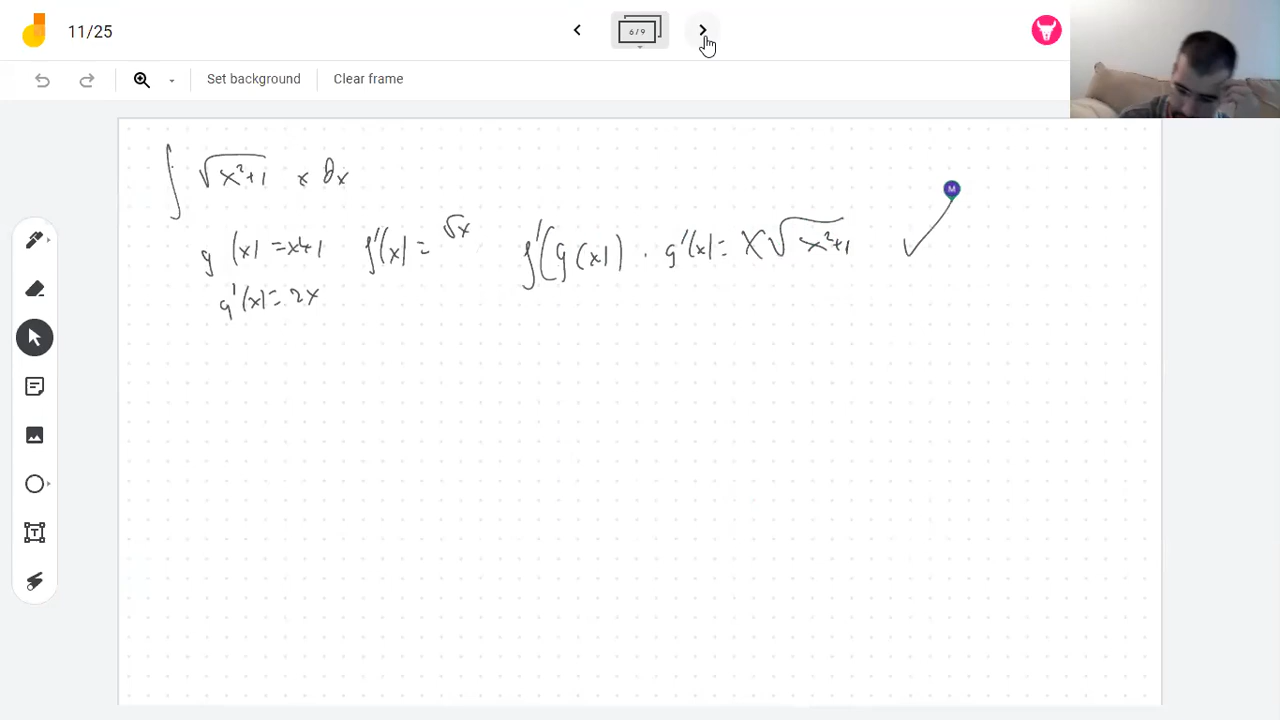 11/25
6/9
Set background
Clear frame
∫ √(x²+1) x dx
g(x) = x²+1 f'(x) = √x f'(g(x)) · g'(x) = x√(x²+1)
g'(x) = 2x
M
T